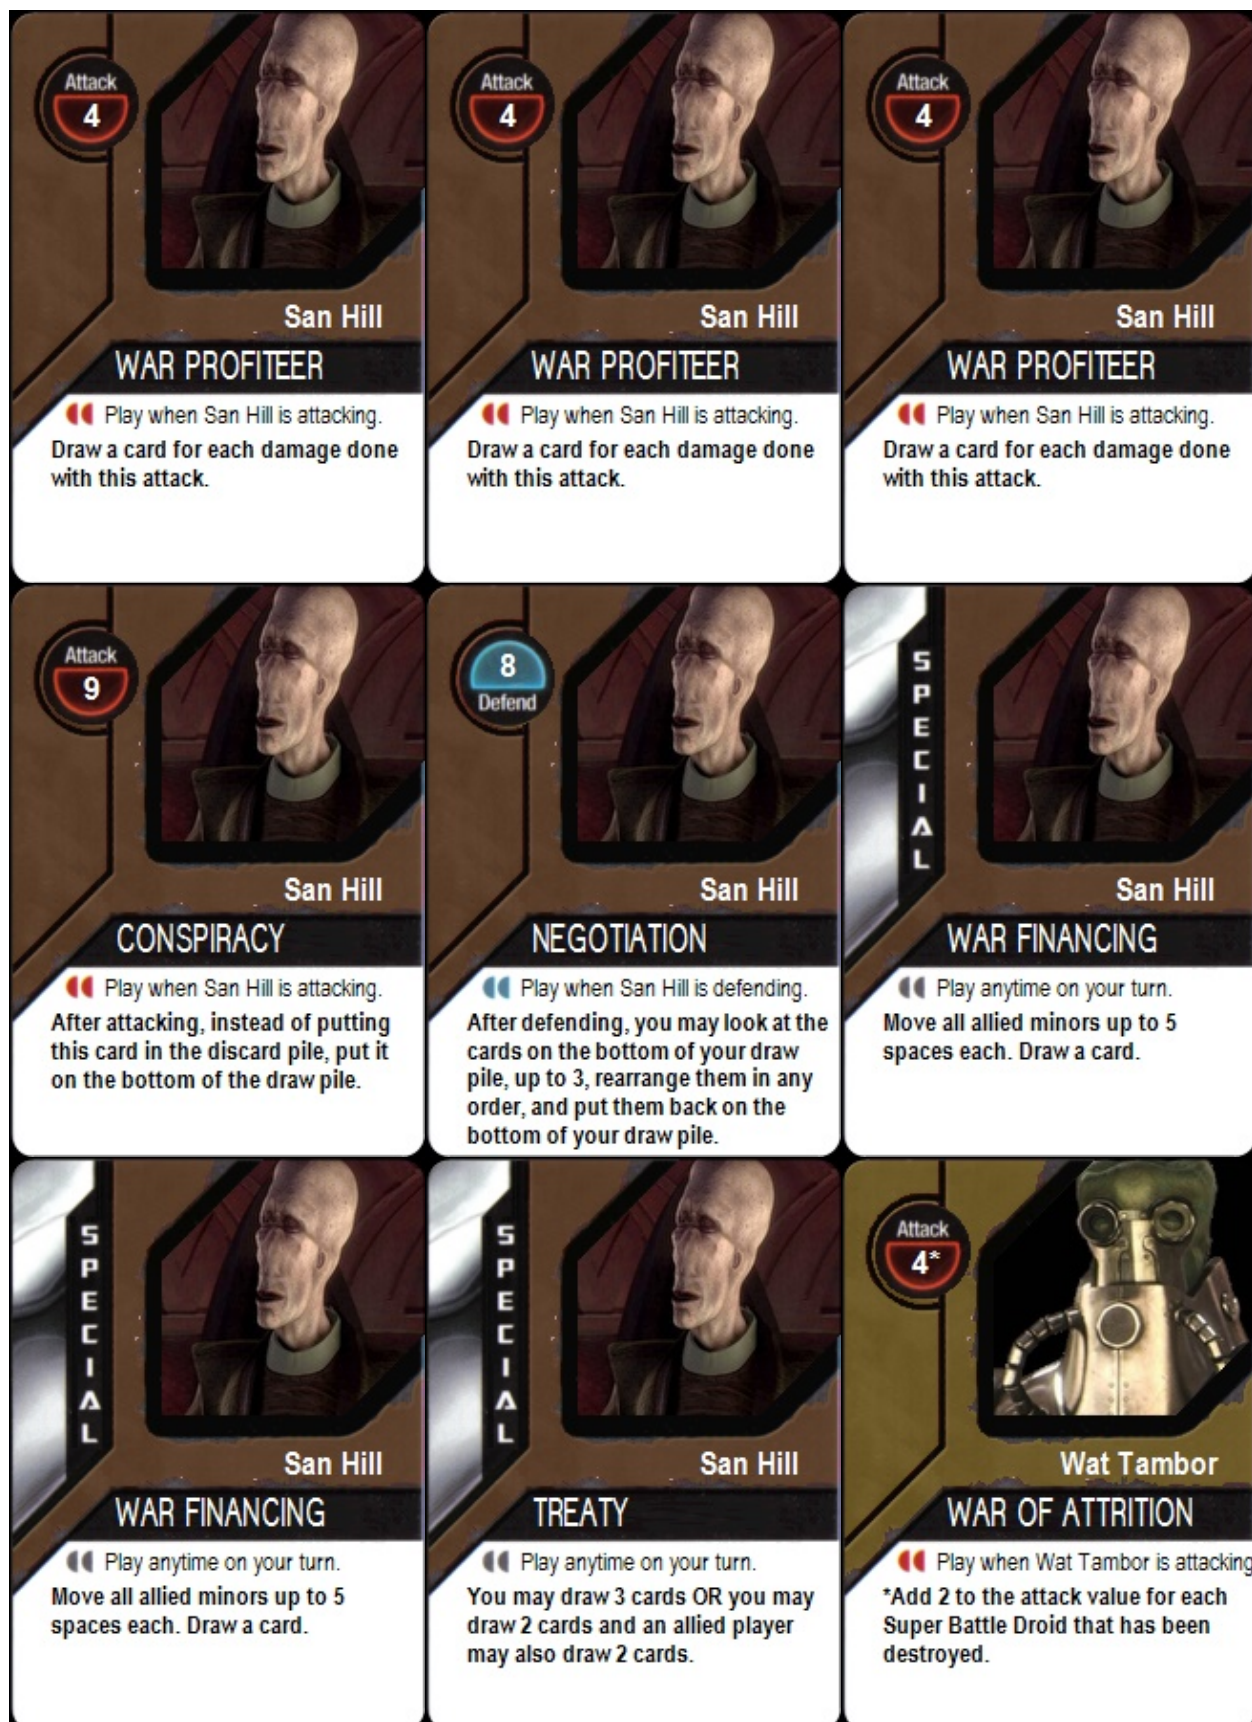 Attack
4
San Hill
WAR PROFITEER
Play when San Hill is attacking.
Draw a card for each damage done
with this attack.
Attack
4
San Hill
WAR PROFITEER
Play when San Hill is attacking.
Draw a card for each damage done
with this attack.
Attack
4
San Hill
WAR PROFITEER
Play when San Hill is attacking.
Draw a card for each damage done
with this attack.
Attack
9
San Hill
CONSPIRACY
Play when San Hill is attacking.
After attacking, instead of putting
this card in the discard pile, put it
on the bottom of the draw pile.
8
Defend
San Hill
NEGOTIATION
Play when San Hill is defending.
After defending, you may look at the
cards on the bottom of your draw
pile, up to 3, rearrange them in any
order, and put them back on the
bottom of your draw pile.
SPECIAL
San Hill
WAR FINANCING
Play anytime on your turn.
Move all allied minors up to 5
spaces each. Draw a card.
SPECIAL
San Hill
WAR FINANCING
Play anytime on your turn.
Move all allied minors up to 5
spaces each. Draw a card.
SPECIAL
San Hill
TREATY
Play anytime on your turn.
You may draw 3 cards OR you may
draw 2 cards and an allied player
may also draw 2 cards.
Attack
4*
Wat Tambor
WAR OF ATTRITION
Play when Wat Tambor is attacking
*Add 2 to the attack value for each
Super Battle Droid that has been
destroyed.